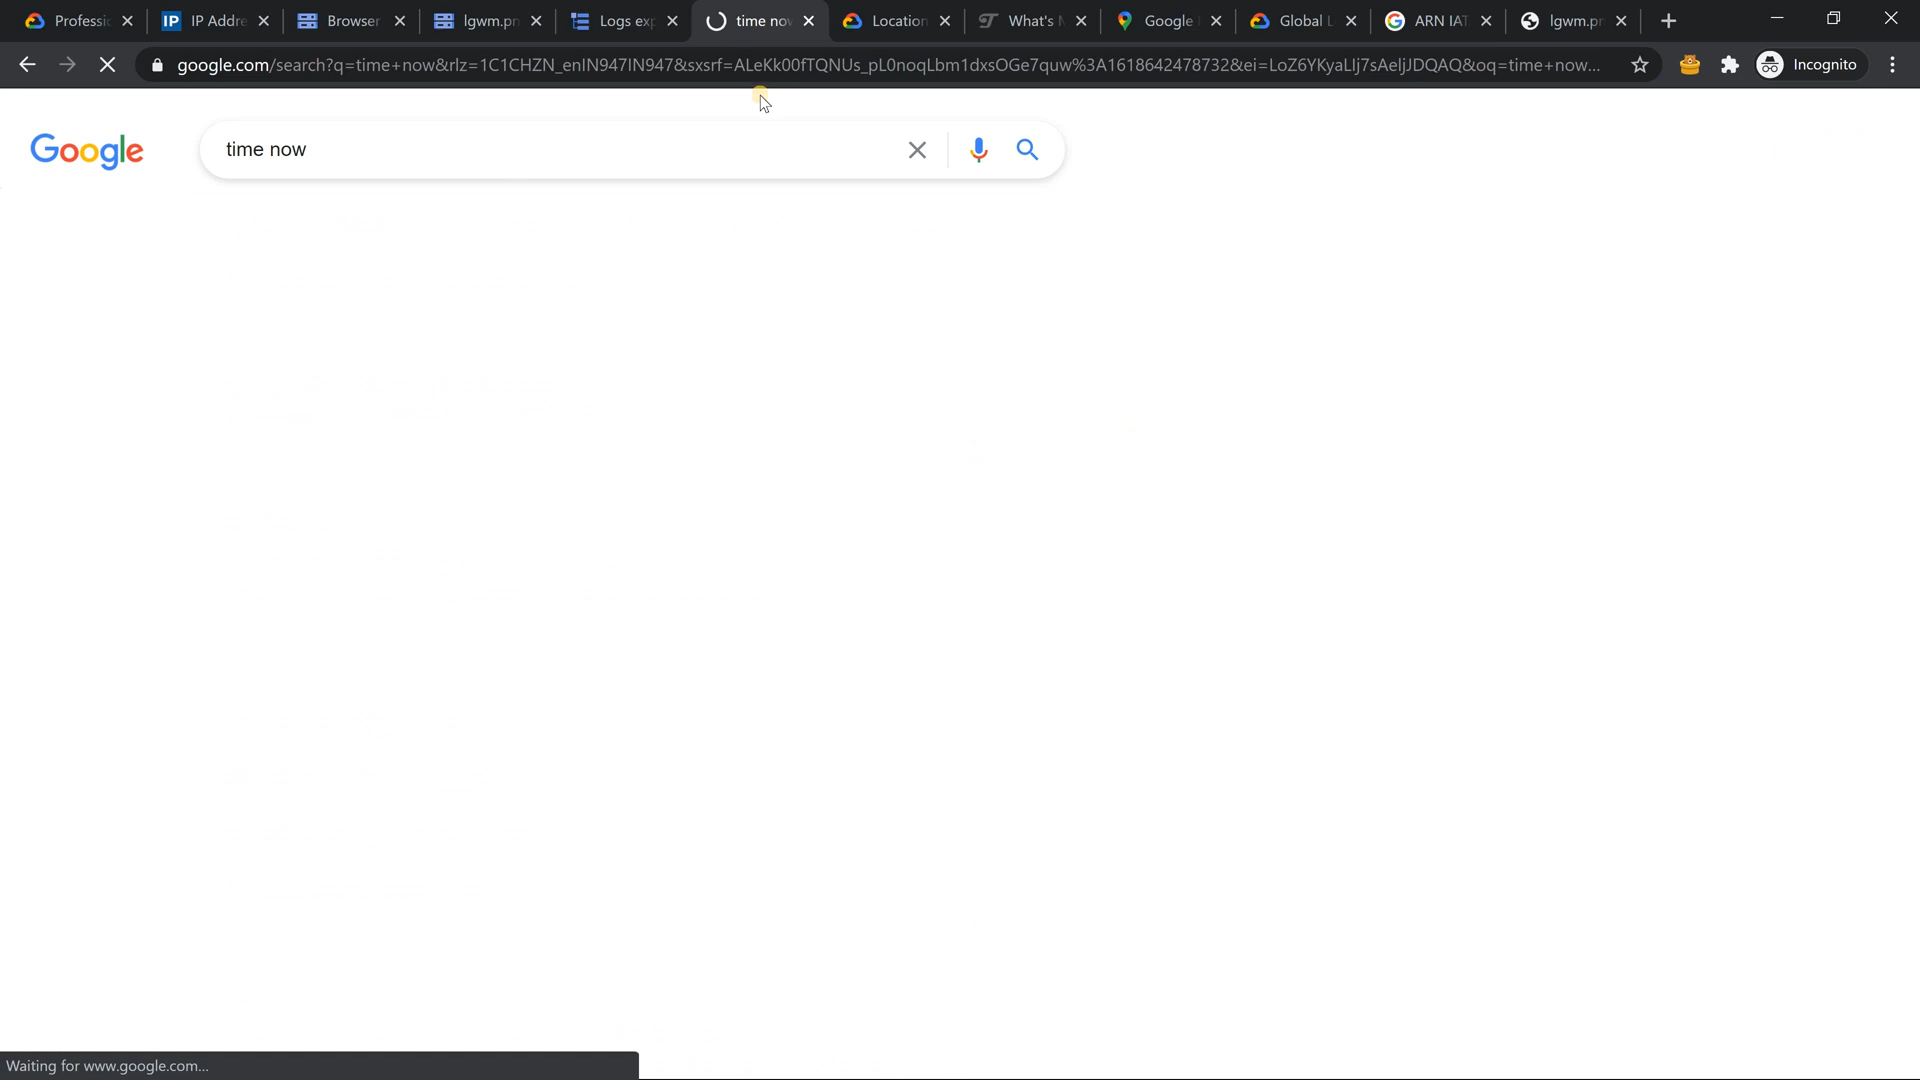 Professi
IP IP Addre
Browser
lgwm.pr
Logs exp
time nov
Location
What's
Google
Global L
ARN IAT
lgwm.pr
google.com/search?q=time+now&rlz=1C1CHZN_enIN947IN947&sxsrf=ALeKk00fTQNUs_pL0noqLbm1dxsOGe7quw%3A1618642478732&ei=LoZ6YKyaLIj7sAeljJDQAQ&oq=time+now...
Incognito
Google
time now
Waiting for www.google.com...